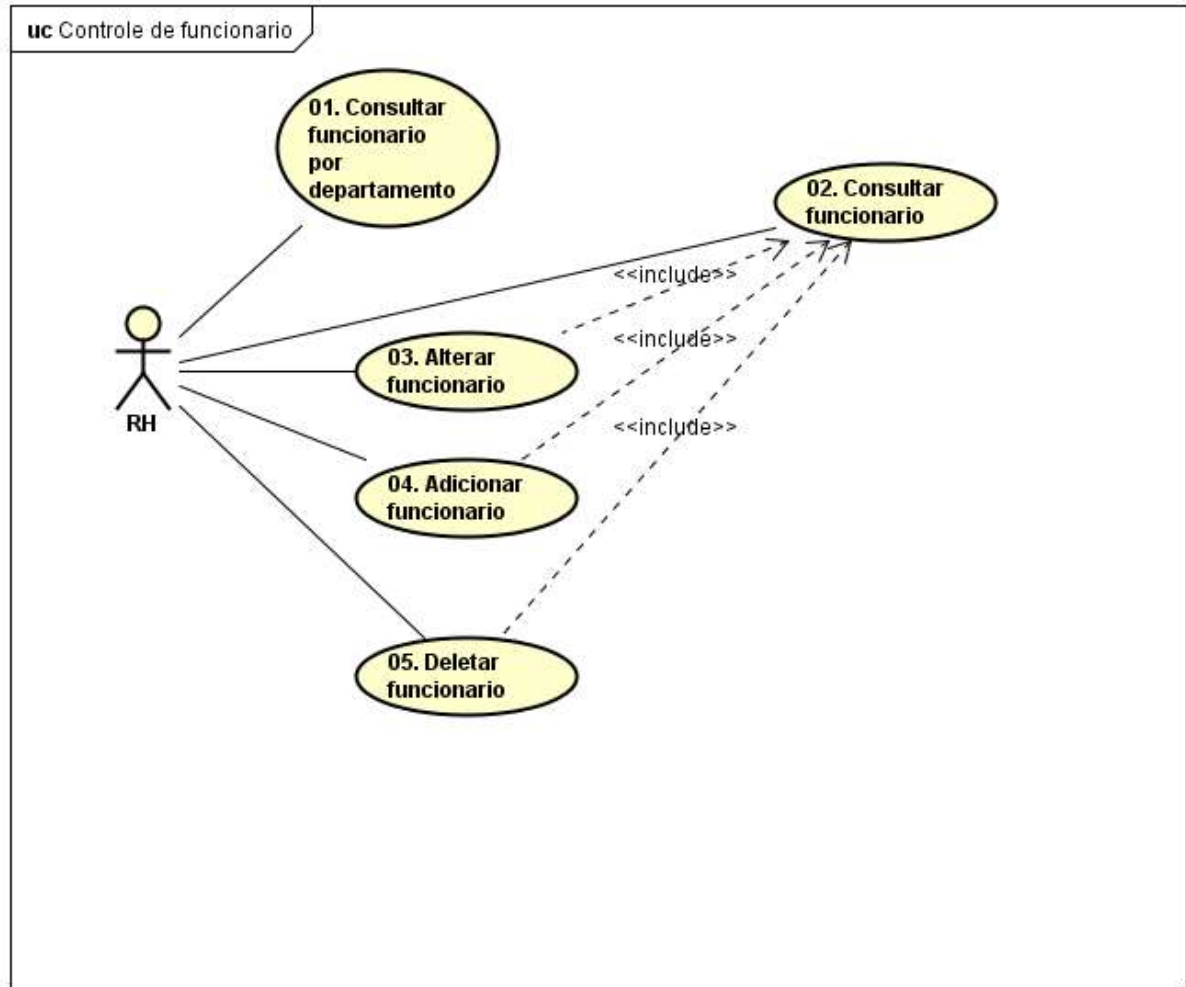 uc Controle de funcionario
01. Consultar
funcionario
por
departamento
02. Consultar
funcionario
<<include>>
<<include>>
03. Alterar
funcionario
RH
<<include>>
04. Adicionar
funcionario
05. Deletar
funcionario